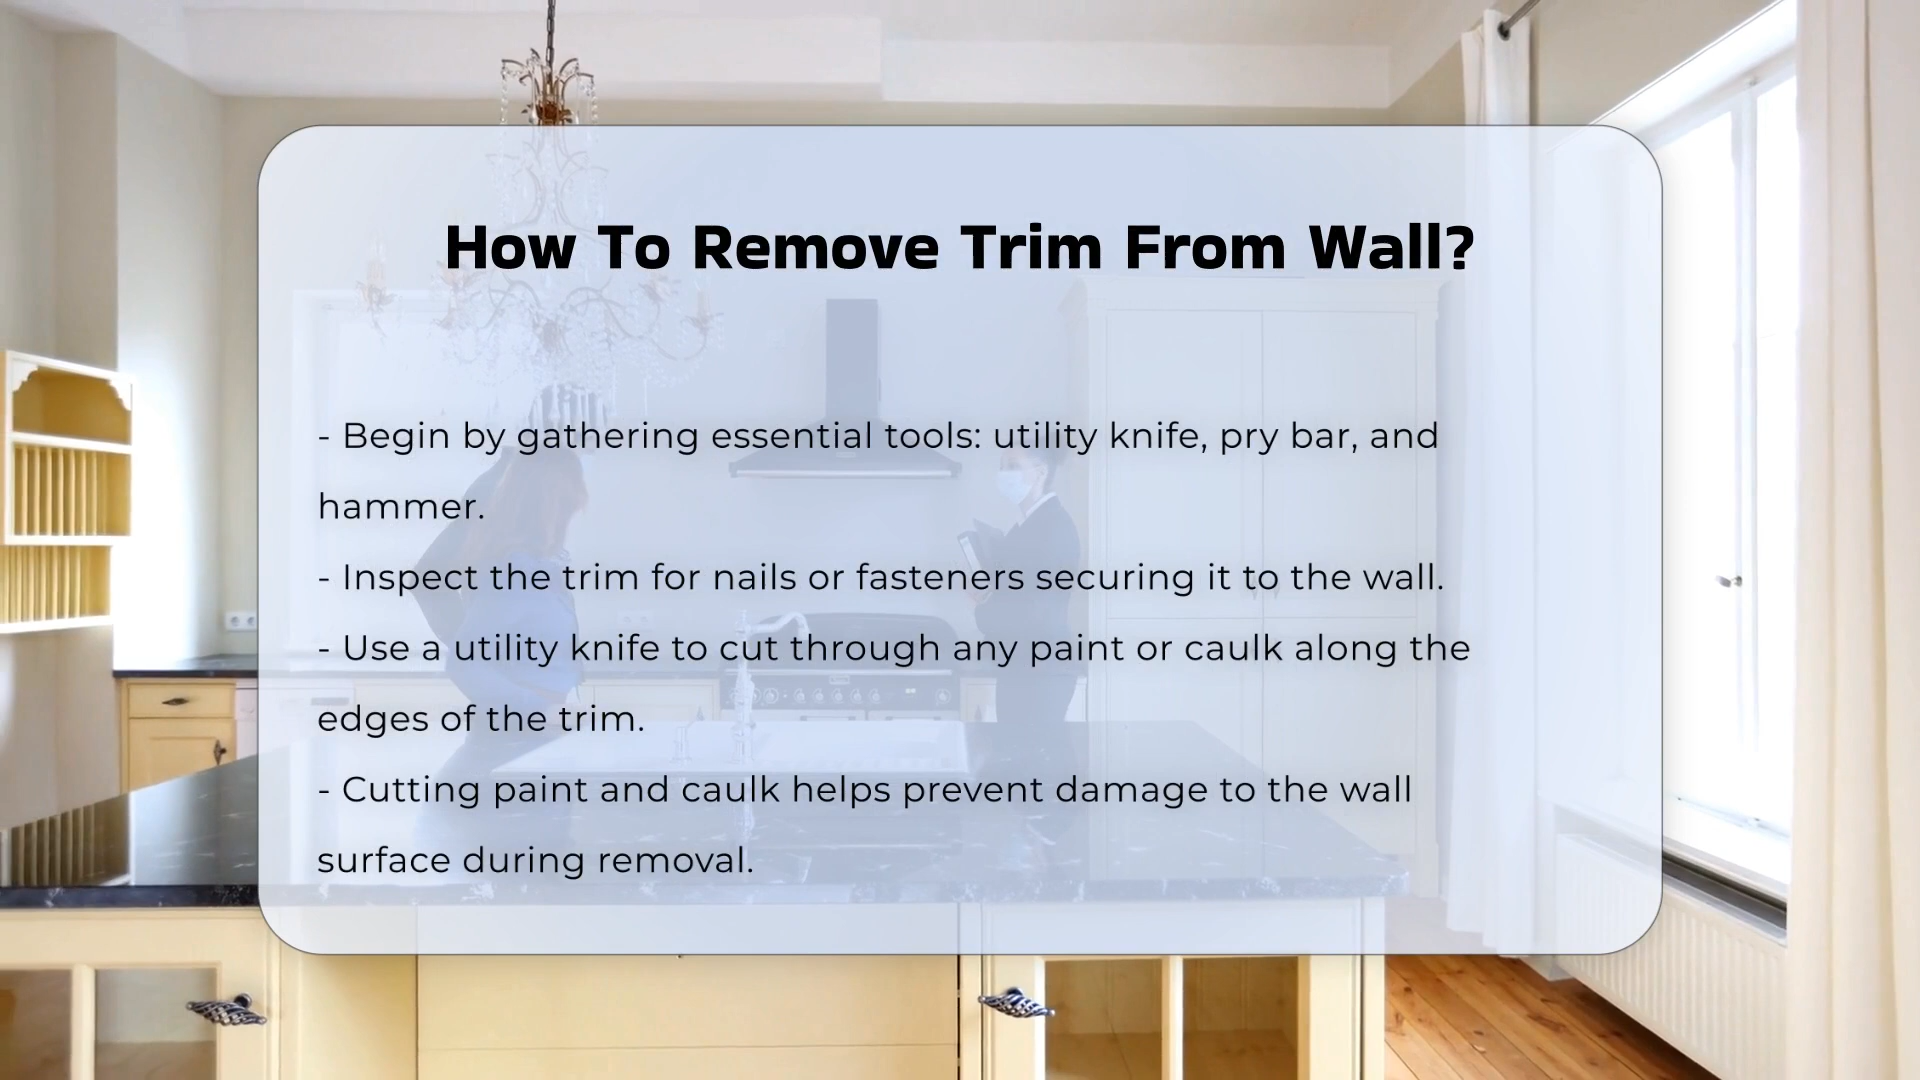 How To Remove Trim From Wall?
- Begin by gathering essential tools: utility knife, pry bar, and
hammer.
- Inspect the trim for nails or fasteners securing it to the wall.
- Use a utility knife to cut through any paint or caulk along the
edges of the trim.
- Cutting paint and caulk helps prevent damage to the wall
surface during removal.